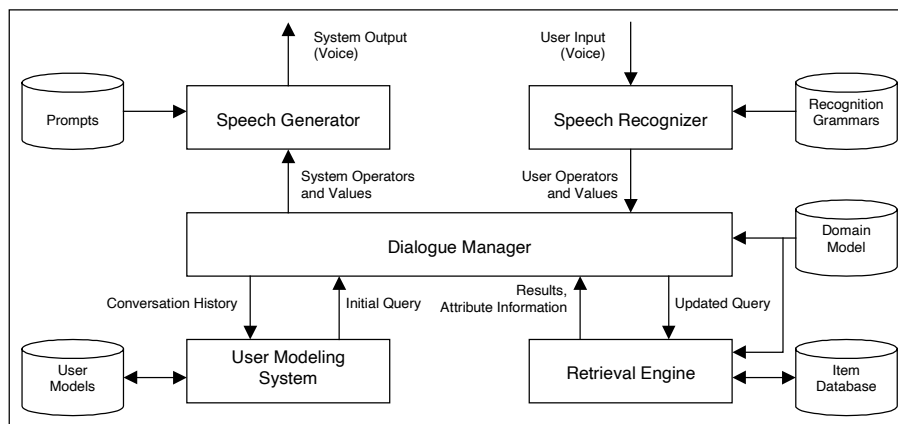 System Output
(Voice)
User Input
(Voice)
Prompts
Speech Generator
Speech Recognizer
Recognition
Grammars
System Operators
and Values
User Operators
and Values
Dialogue Manager
Domain
Model
Conversation History
Initial Query
Results,
Attribute Information
Updated Query
User
Models
User Modeling
System
Retrieval Engine
Item
Database